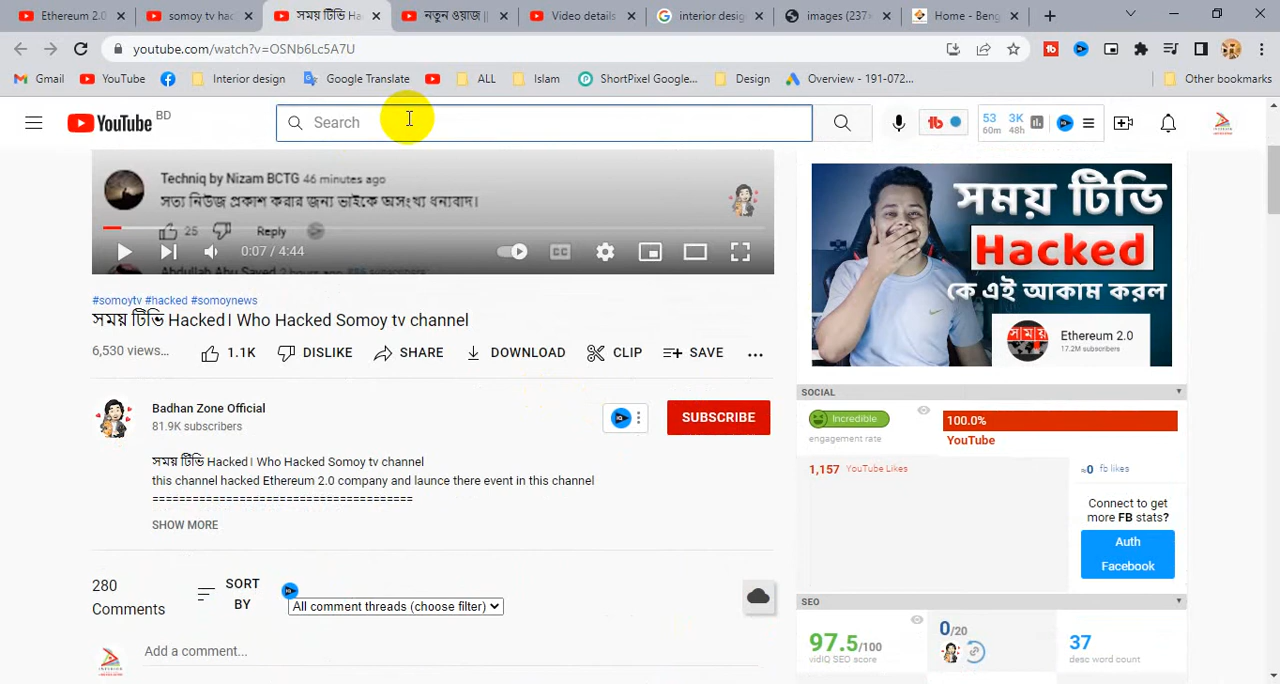 Ethereum 2.0
somoy tv hac
সময় টিভি Ha
নতুন ওয়াজ ||
Video details
interior desig
images (237×
Home - Beng
youtube.com/watch?v=OSNb6Lc5A7U
Gmail
YouTube
Interior design
Google Translate
ALL
Islam
ShortPixel Google...
Design
Overview - 191-072...
Other bookmarks
YouTube BD
Search
53 60m
3K 48h
Techniq by Nizam BCTG 46 minutes ago
সত্য নিউজ প্রকাশ করার জন্য ভাইকে অসংখ্য ধন্যবাদ।
25 Reply
0:07 / 4:44
Abdullah Abu Sayed 2 hours ago
#somoytv #hacked #somoynews
সময় টিভি Hacked। Who Hacked Somoy tv channel
6,530 views...
1.1K
DISLIKE
SHARE
DOWNLOAD
CLIP
SAVE
Badhan Zone Official
81.9K subscribers
SUBSCRIBE
সময় টিভি Hacked। Who Hacked Somoy tv channel
this channel hacked Ethereum 2.0 company and launce there event in this channel
=======================================
SHOW MORE
280 Comments
SORT BY
All comment threads (choose filter)
Add a comment...
সময় টিভি
Hacked
কে এই আকাম করল
সময়
Ethereum 2.0
17.2M subscribers
SOCIAL
Incredible
engagement rate
100.0%
YouTube
1,157 YouTube Likes
≈0 fb likes
Connect to get more FB stats?
Auth Facebook
SEO
97.5/100
vidIQ SEO score
0/20
37
desc word count